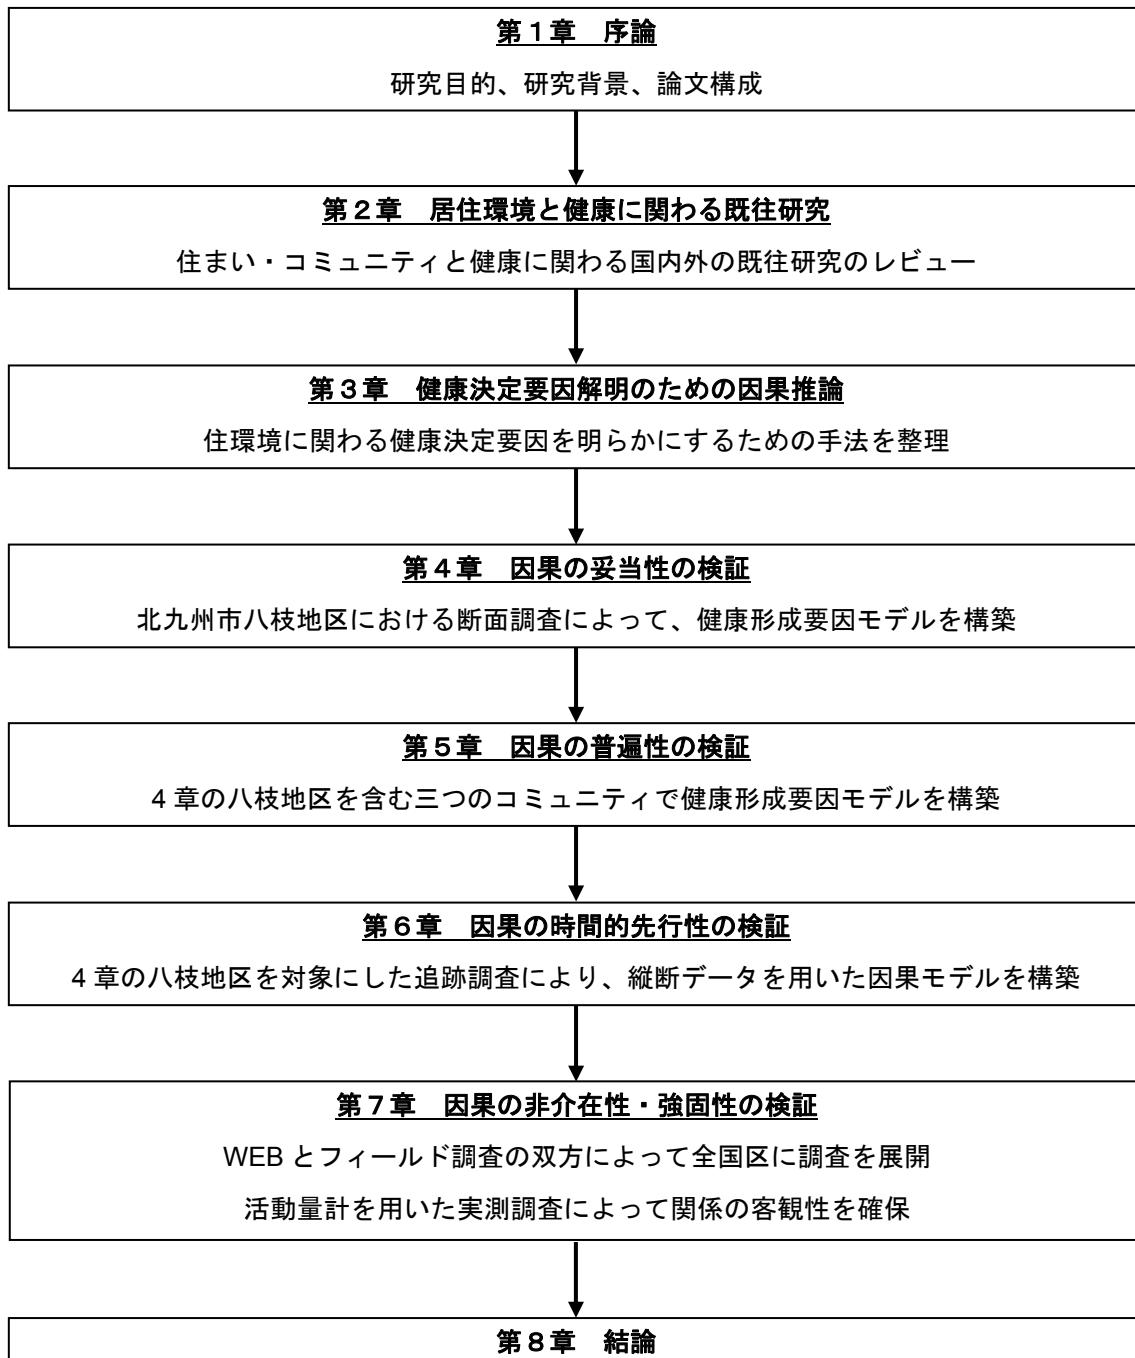 第1章　序論
研究目的、研究背景、論文構成
第2章　居住環境と健康に関わる既往研究
住まい・コミュニティと健康に関わる国内外の既往研究のレビュー
第3章　健康決定要因解明のための因果推論
住環境に関わる健康決定要因を明らかにするための手法を整理
第4章　因果の妥当性の検証
北九州市八枝地区における断面調査によって、健康形成要因モデルを構築
第5章　因果の普遍性の検証
4章の八枝地区を含む三つのコミュニティで健康形成要因モデルを構築
第6章　因果の時間的先行性の検証
4章の八枝地区を対象にした追跡調査により、縦断データを用いた因果モデルを構築
第7章　因果の非介在性・強固性の検証
WEBとフィールド調査の双方によって全国区に調査を展開
活動量計を用いた実測調査によって関係の客観性を確保
第8章　結論